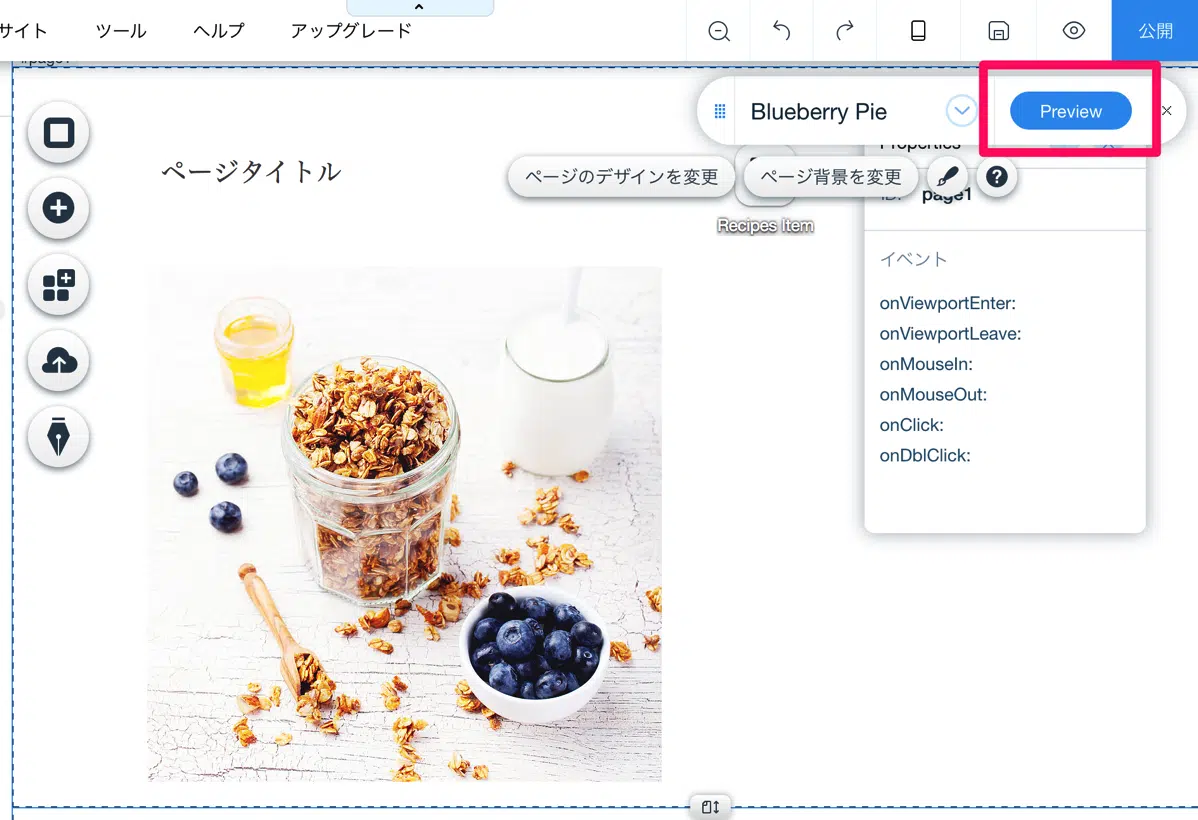 サイト ツール ヘルプ アップグレード 公開
#page1
Blueberry Pie Preview
Properties
ページタイトル
ページのデザインを変更 ページ背景を変更
ID: page1
Recipes Item
イベント
onViewportEnter:
onViewportLeave:
onMouseIn:
onMouseOut:
onClick:
onDblClick: